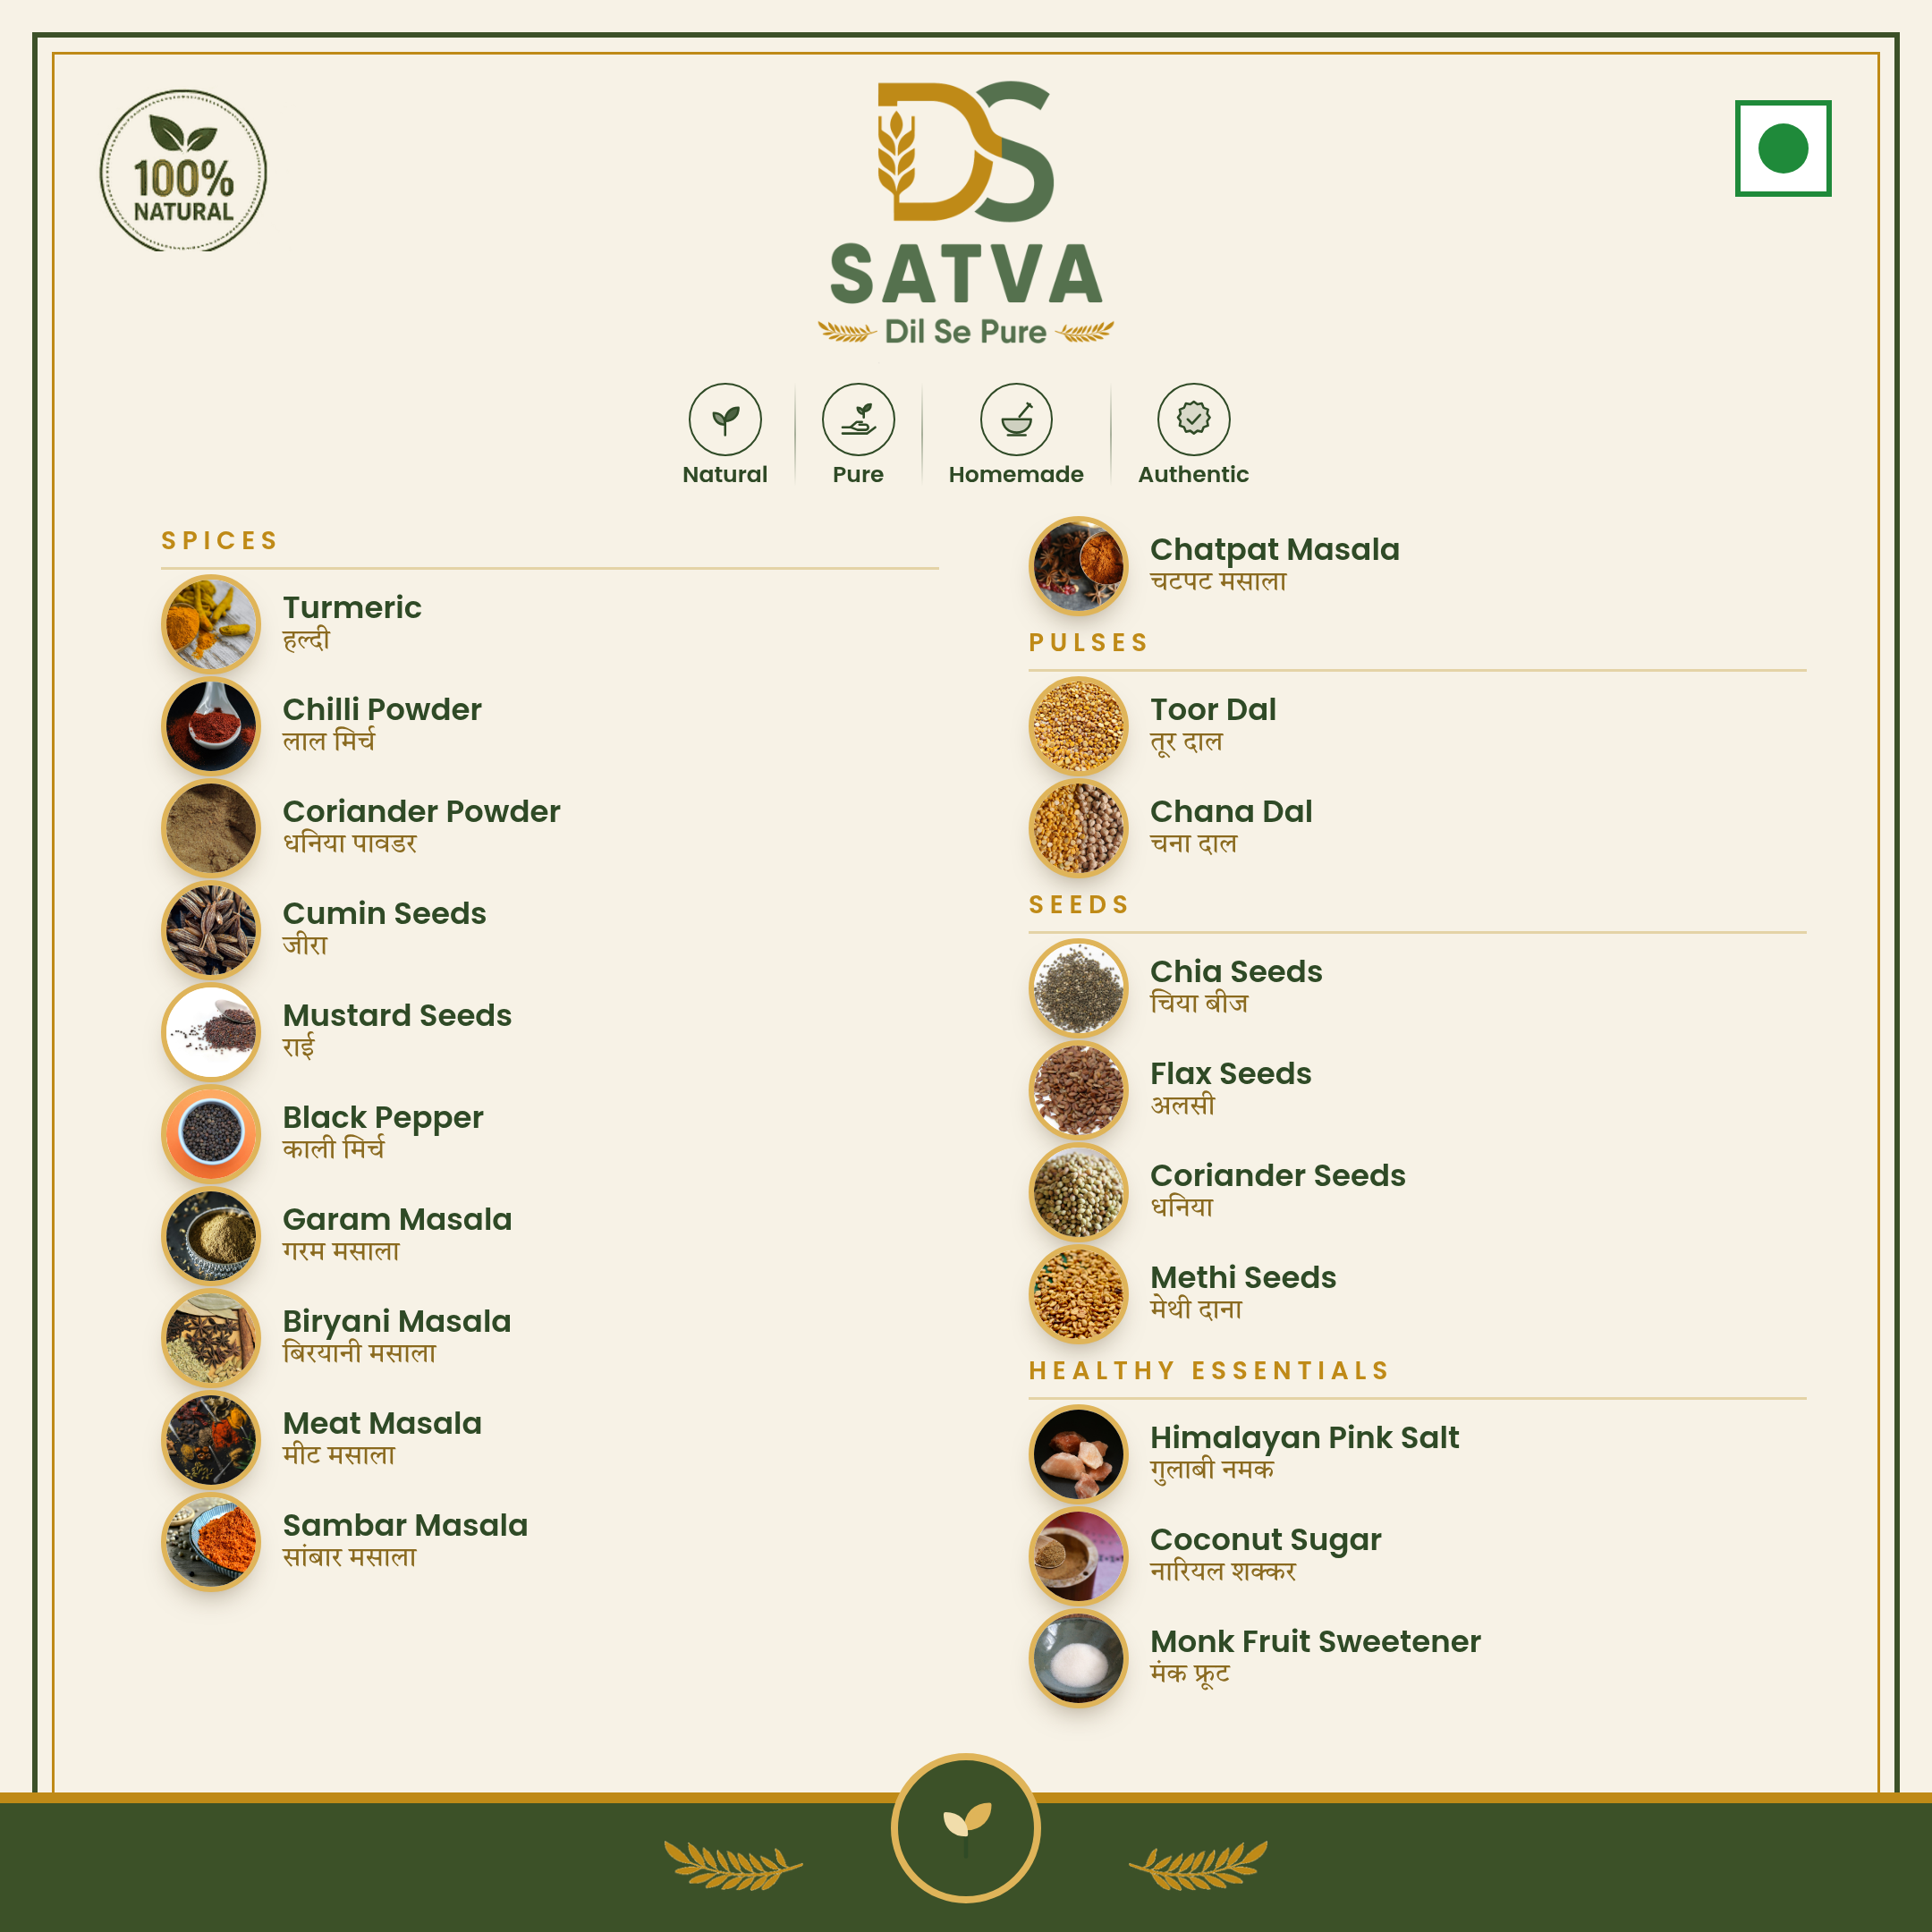 100%
NATURAL
DS
SATVA
Dil Se Pure
Natural
Pure
Homemade
Authentic
SPICES
Turmeric
हल्दी
Chilli Powder
लाल मिर्च
Coriander Powder
धनिया पावडर
Cumin Seeds
जीरा
Mustard Seeds
राई
Black Pepper
काली मिर्च
Garam Masala
गरम मसाला
Biryani Masala
बिरयानी मसाला
Meat Masala
मीट मसाला
Sambar Masala
सांबार मसाला
Chatpat Masala
चटपट मसाला
PULSES
Toor Dal
तूर दाल
Chana Dal
चना दाल
SEEDS
Chia Seeds
चिया बीज
Flax Seeds
अलसी
Coriander Seeds
धनिया
Methi Seeds
मेथी दाना
HEALTHY ESSENTIALS
Himalayan Pink Salt
गुलाबी नमक
Coconut Sugar
नारियल शक्कर
Monk Fruit Sweetener
मंक फ्रूट